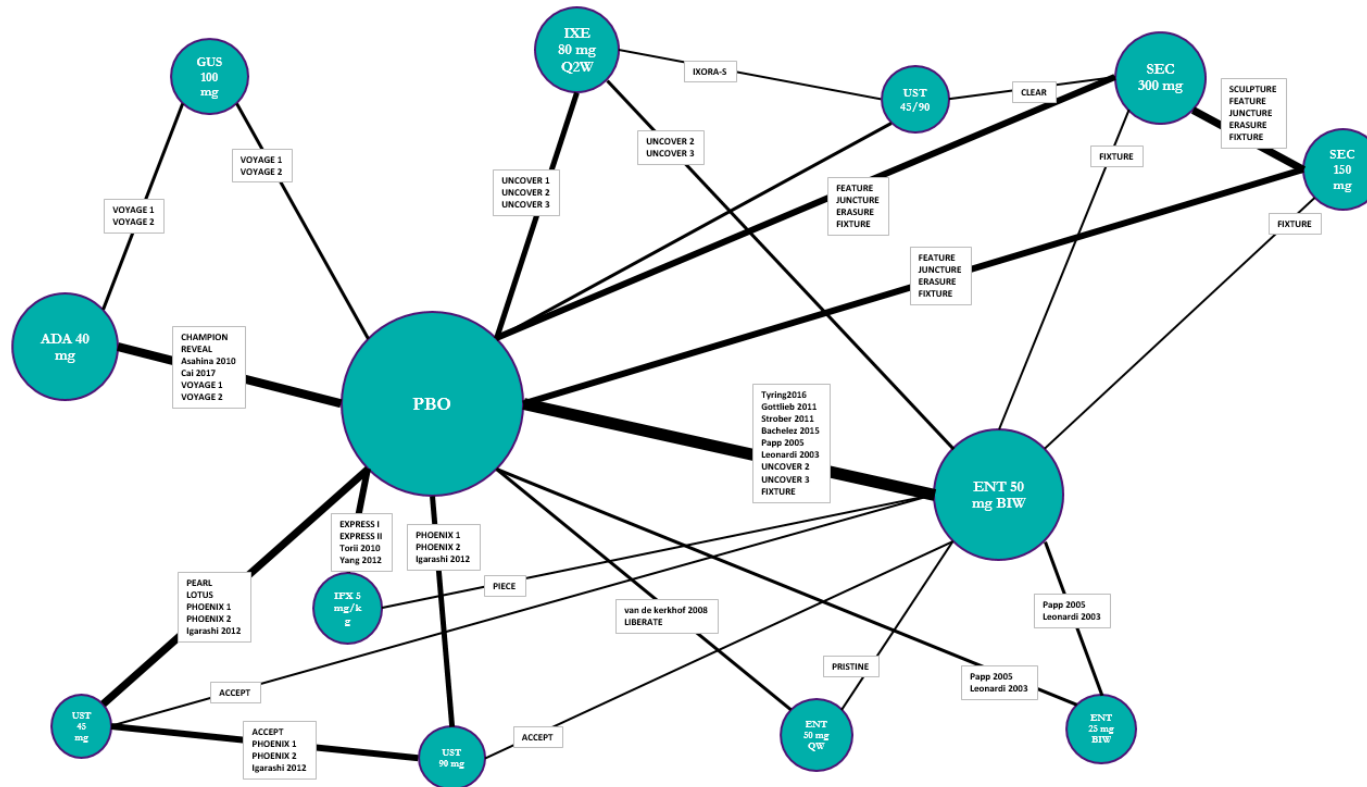 IXE
80 mg
Q2W
GUS
100
mg
IXORA-S
UST
45/90
CLEAR
SEC
300 mg
SCULPTURE
FEATURE
JUNCTURE
ERASURE
FIXTURE
SEC
150
mg
VOYAGE 1
VOYAGE 2
UNCOVER 2
UNCOVER 3
FIXTURE
UNCOVER 1
UNCOVER 2
UNCOVER 3
FEATURE
JUNCTURE
ERASURE
FIXTURE
VOYAGE 1
VOYAGE 2
FIXTURE
FEATURE
JUNCTURE
ERASURE
FIXTURE
ADA 40
mg
CHAMPION
REVEAL
Asahina 2010
Cai 2017
VOYAGE 1
VOYAGE 2
PBO
Tyring2016
Gottlieb 2011
Strober 2011
Bachelez 2015
Papp 2005
Leonardi 2003
UNCOVER 2
UNCOVER 3
FIXTURE
ENT 50
mg BIW
EXPRESS I
EXPRESS II
Torii 2010
Yang 2012
PHOENIX 1
PHOENIX 2
Igarashi 2012
PEARL
LOTUS
PHOENIX 1
PHOENIX 2
Igarashi 2012
IFX 5
mg/k
g
PIECE
van de kerkhof 2008
LIBERATE
Papp 2005
Leonardi 2003
PRISTINE
Papp 2005
Leonardi 2003
ACCEPT
UST
45
mg
ACCEPT
PHOENIX 1
PHOENIX 2
Igarashi 2012
UST
90 mg
ACCEPT
ENT
50 mg
QW
ENT
25 mg
BIW